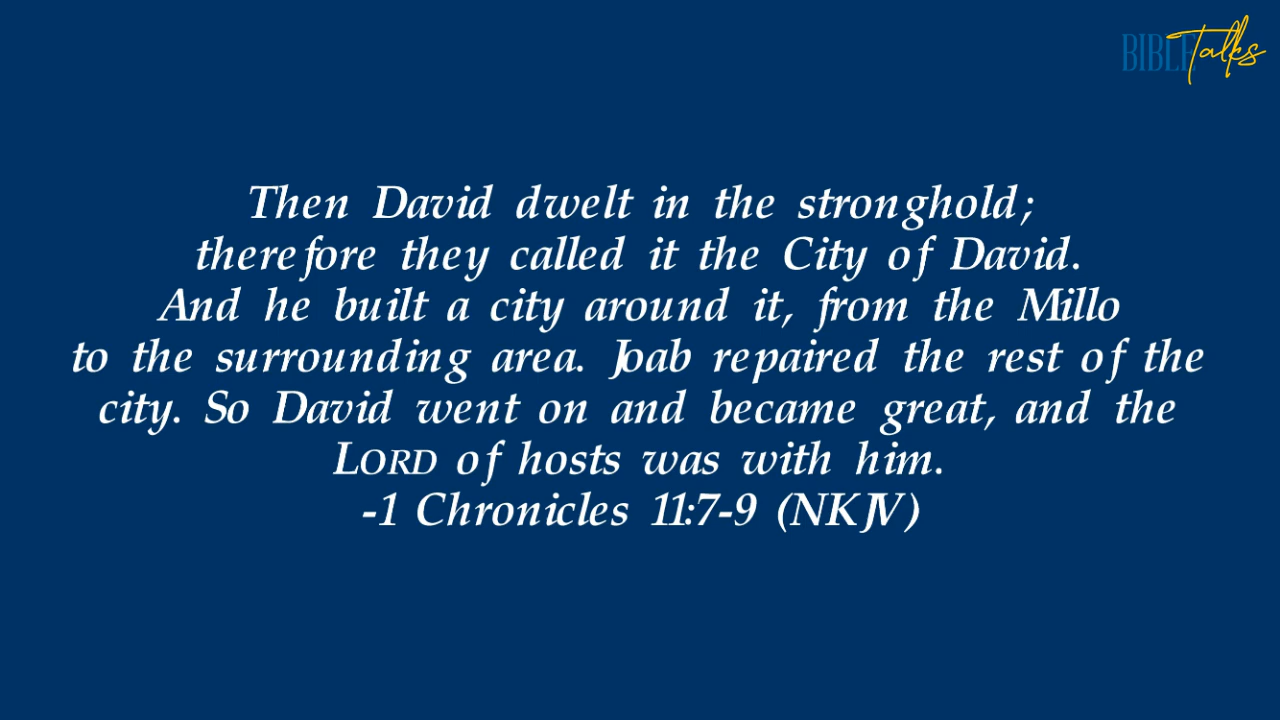 BIBLE Talks
Then David dwelt in the stronghold;
therefore they called it the City of David.
And he built a city around it, from the Millo
to the surrounding area. Joab repaired the rest of the
city. So David went on and became great, and the
LORD of hosts was with him.
-1 Chronicles 11:7-9 (NKJV)